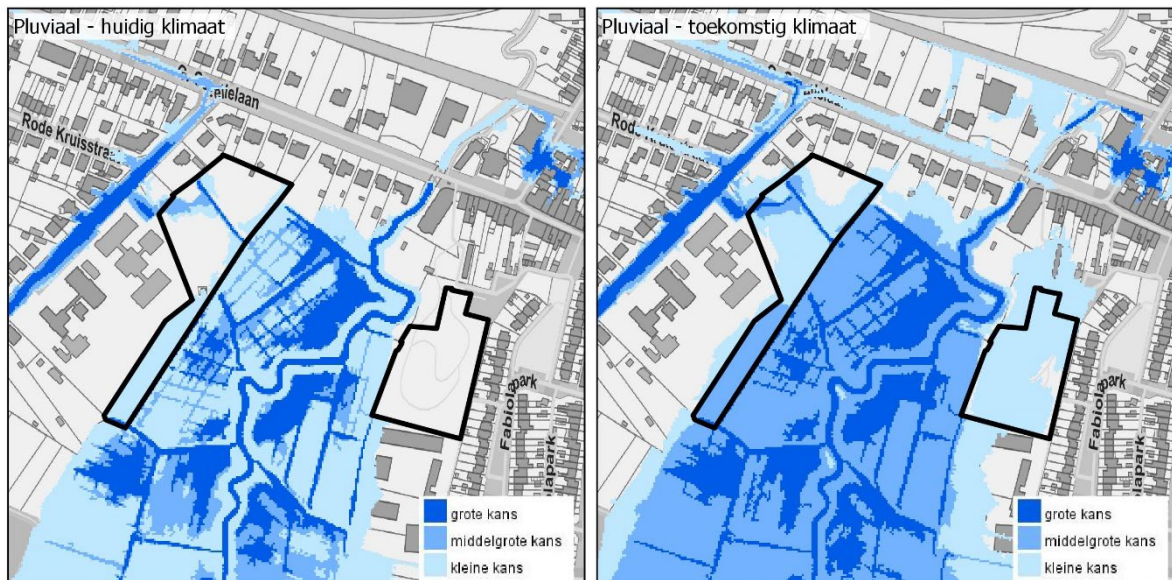 Pluviaal - huidig klimaat
Rode Kruisstraat
Fabiolapark
grote kans
middelgrote kans
kleine kans
Pluviaal - toekomstig klimaat
Fabiolapark
grote kans
middelgrote kans
kleine kans